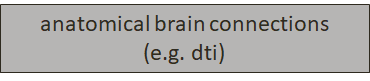 anatomical brain connections
(e.g. dti)